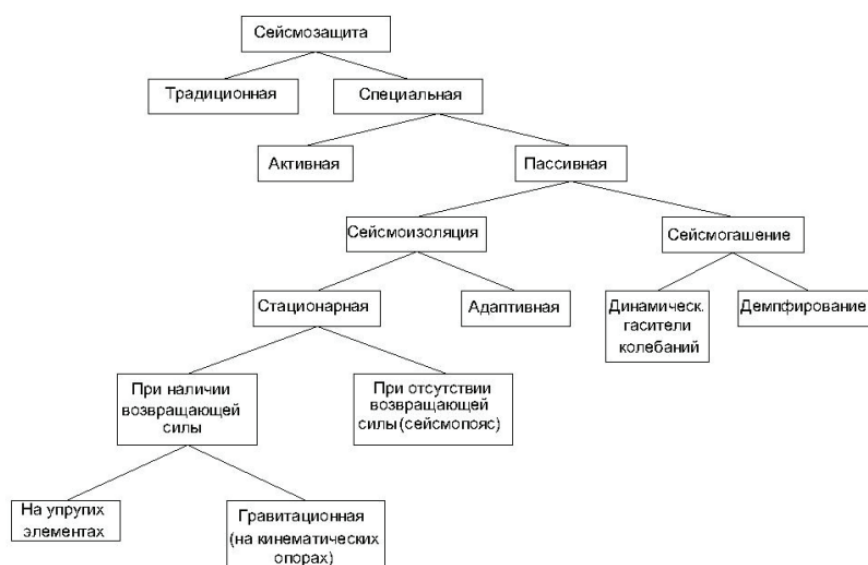 Сейсмозащита
Традиционная
Специальная
Активная
Пассивная
Сейсмоизоляция
Сейсмогашение
Стационарная
Адаптивная
Динамическ.
гасители
колебаний
Демпфирование
При наличии
возвращающей
силы
При отсутствии
возвращающей
силы (сейсмопояс)
На упругих
элементах
Гравитационная
(на кинематических
опорах)